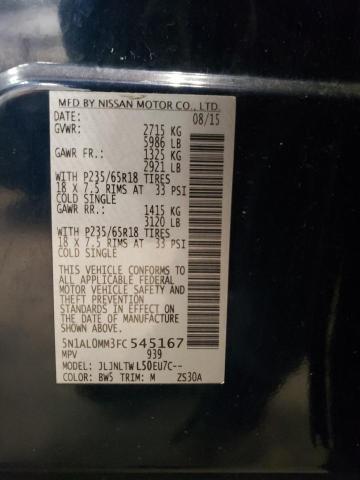 MFD BY NISSAN MOTOR CO., LTD.
DATE: 08/15
GVWR: 2715 KG
5986 LB
GAWR FR.: 1325 KG
2921 LB
WITH P235/65R18 TIRES
18 X 7.5 RIMS AT 33 PSI
COLD SINGLE
GAWR RR.: 1415 KG
3120 LB
WITH P235/65R18 TIRES
18 X 7.5 RIMS AT 33 PSI
COLD SINGLE
THIS VEHICLE CONFORMS TO
ALL APPLICABLE FEDERAL
MOTOR VEHICLE SAFETY
AND THEFT PREVENTION
STANDARDS IN EFFECT ON
THE DATE OF MANUFACTURE
SHOWN ABOVE.
5N1AL0MM3FC545167
MPV 939
MODEL: JLJNLTWL50EU7C--
COLOR: BW5 TRIM: M ZS30A